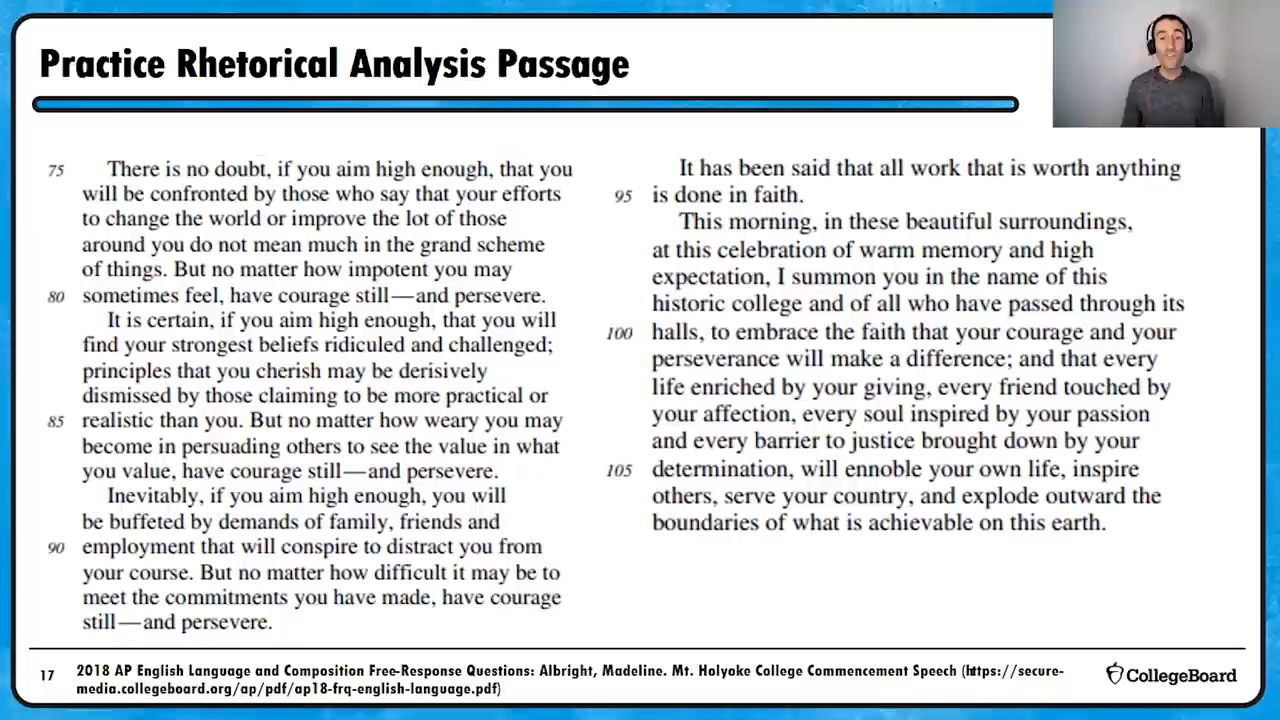 Practice Rhetorical Analysis Passage
75 There is no doubt, if you aim high enough, that you
will be confronted by those who say that your efforts
to change the world or improve the lot of those
around you do not mean much in the grand scheme
of things. But no matter how impotent you may
80 sometimes feel, have courage still—and persevere.
It is certain, if you aim high enough, that you will
find your strongest beliefs ridiculed and challenged;
principles that you cherish may be derisively
dismissed by those claiming to be more practical or
85 realistic than you. But no matter how weary you may
become in persuading others to see the value in what
you value, have courage still—and persevere.
Inevitably, if you aim high enough, you will
be buffeted by demands of family, friends and
90 employment that will conspire to distract you from
your course. But no matter how difficult it may be to
meet the commitments you have made, have courage
still—and persevere.
It has been said that all work that is worth anything
95 is done in faith.
This morning, in these beautiful surroundings,
at this celebration of warm memory and high
expectation, I summon you in the name of this
historic college and of all who have passed through its
100 halls, to embrace the faith that your courage and your
perseverance will make a difference; and that every
life enriched by your giving, every friend touched by
your affection, every soul inspired by your passion
and every barrier to justice brought down by your
105 determination, will ennoble your own life, inspire
others, serve your country, and explode outward the
boundaries of what is achievable on this earth.
17 2018 AP English Language and Composition Free-Response Questions: Albright, Madeline. Mt. Holyoke College Commencement Speech (https://secure-
media.collegeboard.org/ap/pdf/ap18-frq-english-language.pdf)
CollegeBoard